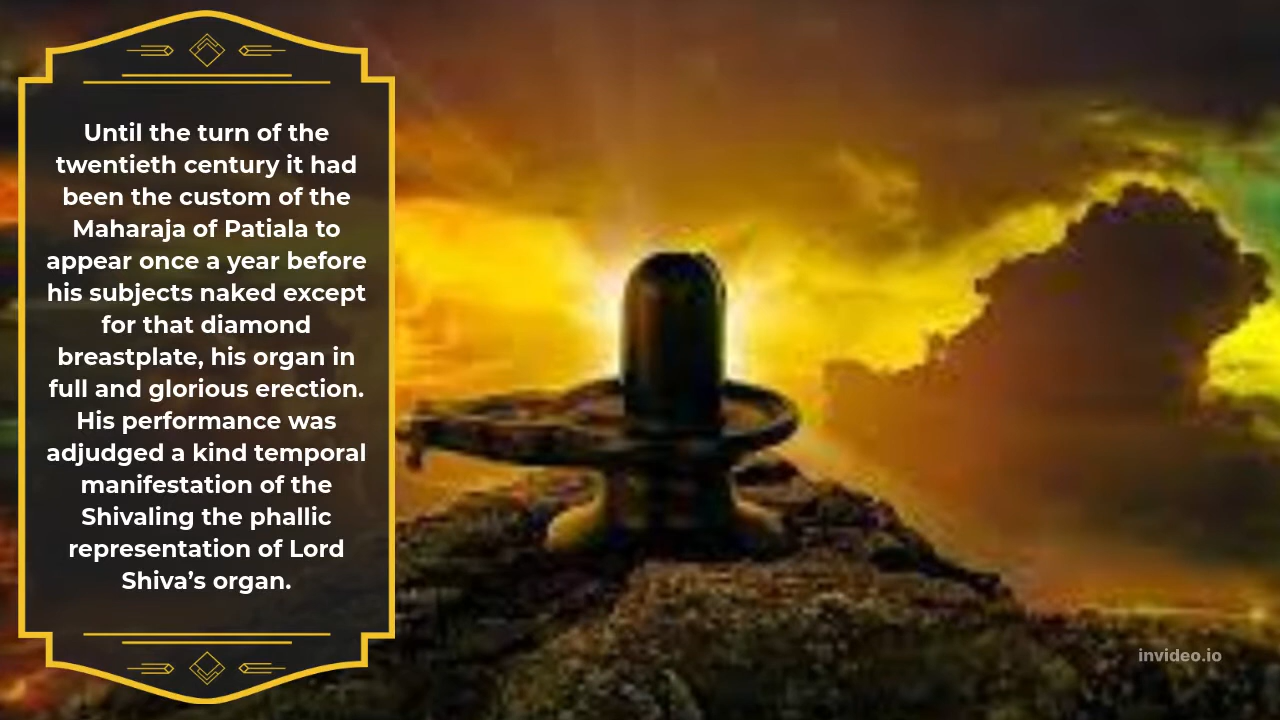 Until the turn of the
twentieth century it had
been the custom of the
Maharaja of Patiala to
appear once a year before
his subjects naked except
for that diamond
breastplate, his organ in
full and glorious erection.
His performance was
adjudged a kind temporal
manifestation of the
Shivaling the phallic
representation of Lord
Shiva’s organ.
invideo.io